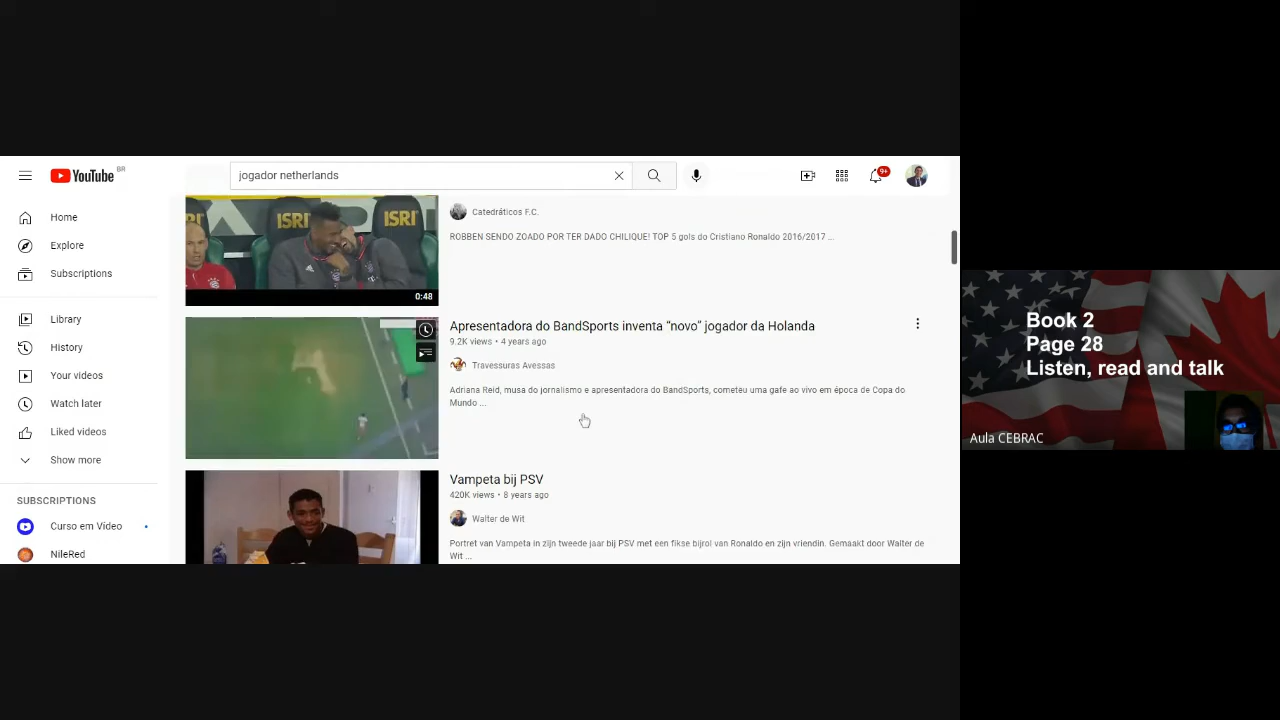 YouTube BR
jogador netherlands
9+
Home
Explore
Subscriptions
Library
History
Your videos
Watch later
Liked videos
Show more
SUBSCRIPTIONS
Curso em Vídeo
NileRed
ISRI
ISRI
0:48
Catedráticos F.C.
ROBBEN SENDO ZOADO POR TER DADO CHILIQUE! TOP 5 gols do Cristiano Ronaldo 2016/2017 ...
Apresentadora do BandSports inventa “novo” jogador da Holanda
9.2K views • 4 years ago
Travessuras Avessas
Adriana Reid, musa do jornalismo e apresentadora do BandSports, cometeu uma gafe ao vivo em época de Copa do
Mundo ...
Vampeta bij PSV
420K views • 8 years ago
Walter de Wit
Portret van Vampeta in zijn tweede jaar bij PSV met een fikse bijrol van Ronaldo en zijn vriendin. Gemaakt door Walter de
Wit ...
Book 2
Page 28
Listen, read and talk
Aula CEBRAC